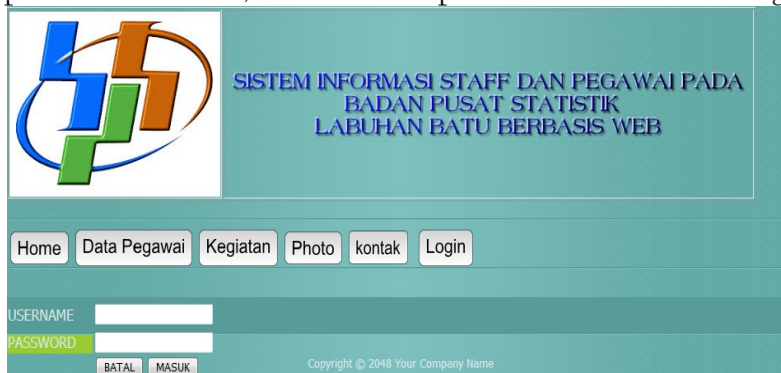 SISTEM INFORMASI STAFF DAN PEGAWAI PADA
BADAN PUSAT STATISTIK
LABUHAN BATU BERBASIS WEB
Home Data Pegawai Kegiatan Photo kontak Login
USERNAME
PASSWORD
BATAL MASUK
Copyright © 2048 Your Company Name